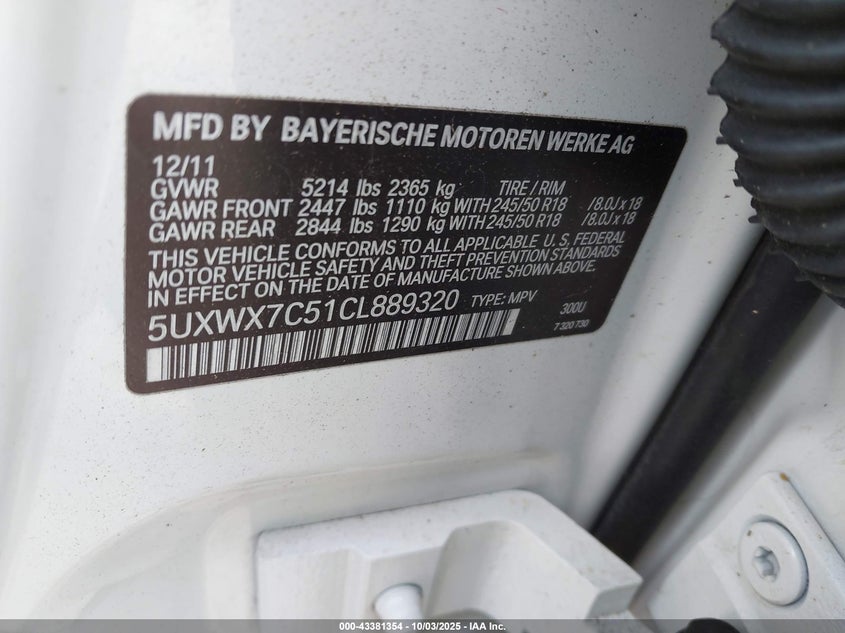 MFD BY BAYERISCHE MOTOREN WERKE AG
12/11
GVWR 5214 lbs 2365 kg TIRE / RIM
GAWR FRONT 2447 lbs 1110 kg WITH 245/50 R18 / 8.0J x 18
GAWR REAR 2844 lbs 1290 kg WITH 245/50 R18 / 8.0J x 18
THIS VEHICLE CONFORMS TO ALL APPLICABLE U.S. FEDERAL
MOTOR VEHICLE SAFETY AND THEFT PREVENTION STANDARDS
IN EFFECT ON THE DATE OF MANUFACTURE SHOWN ABOVE.
5UXWX7C51CL889320 TYPE: MPV 300U
7 320 730
000-43381354 - 10/03/2025 - IAA Inc.